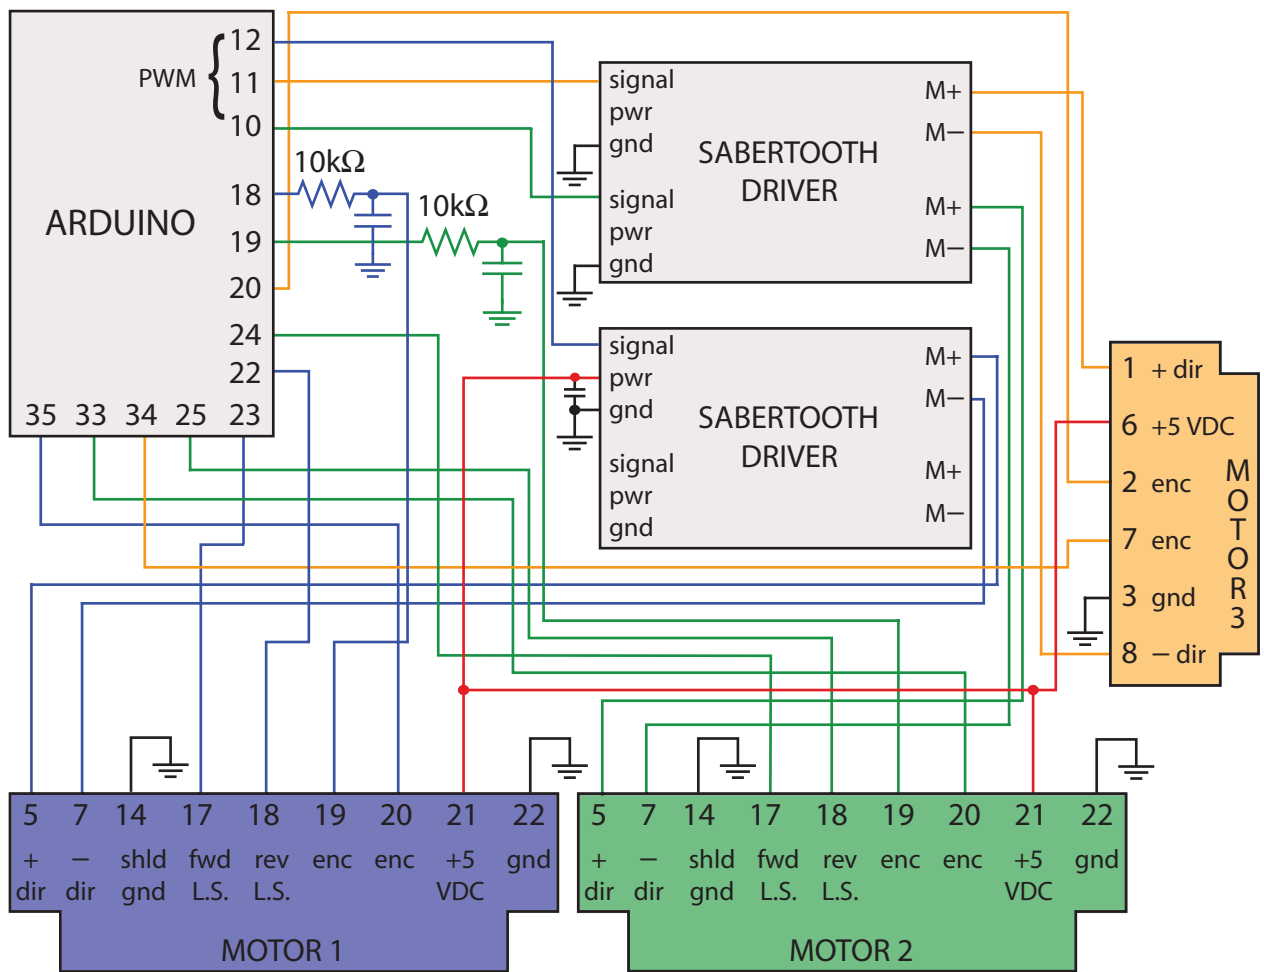 12
PWM {
11
10
18
19
20
24
22
35 33 34 25 23
ARDUINO
10kΩ
10kΩ
signal
pwr
gnd
signal
pwr
gnd
SABERTOOTH
DRIVER
M+
M−
M+
M−
signal
pwr
gnd
signal
pwr
gnd
SABERTOOTH
DRIVER
M+
M−
M+
M−
1 + dir
6 +5 VDC
2 enc
7 enc
3 gnd
8 − dir
MOTOR3
5 7 14 17 18 19 20 21 22
+ − shld fwd rev enc enc +5 gnd
dir dir gnd L.S. L.S. VDC
MOTOR 1
5 7 14 17 18 19 20 21 22
+ − shld fwd rev enc enc +5 gnd
dir dir gnd L.S. L.S. VDC
MOTOR 2